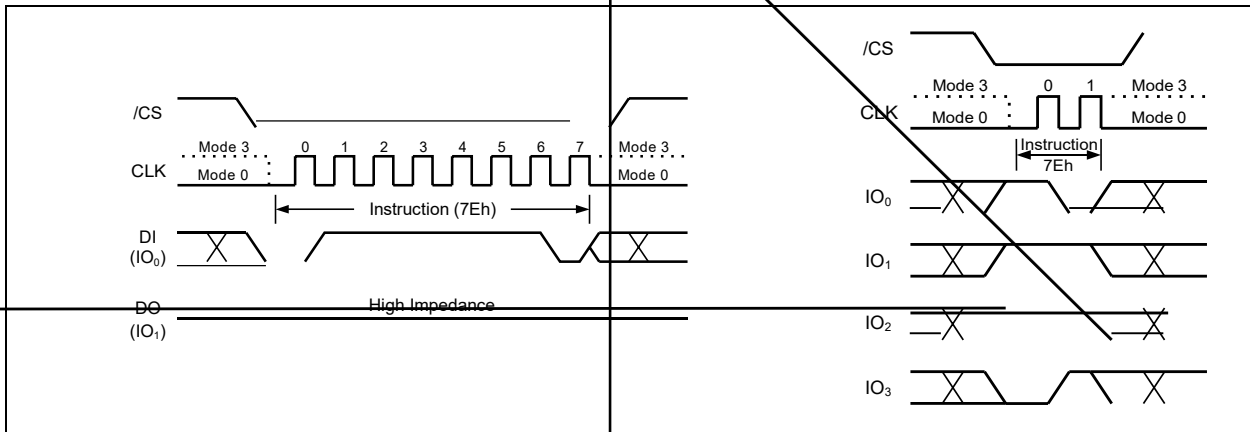 /CS
CLK
Mode 3
Mode 0
0 1 2 3 4 5 6 7
Mode 3
Mode 0
Instruction (7Eh)
DI
(IO₀)
DO
(IO₁)
High Impedance
/CS
CLK
Mode 3
Mode 0
0 1
Mode 3
Mode 0
Instruction
7Eh
IO₀
IO₁
IO₂
IO₃